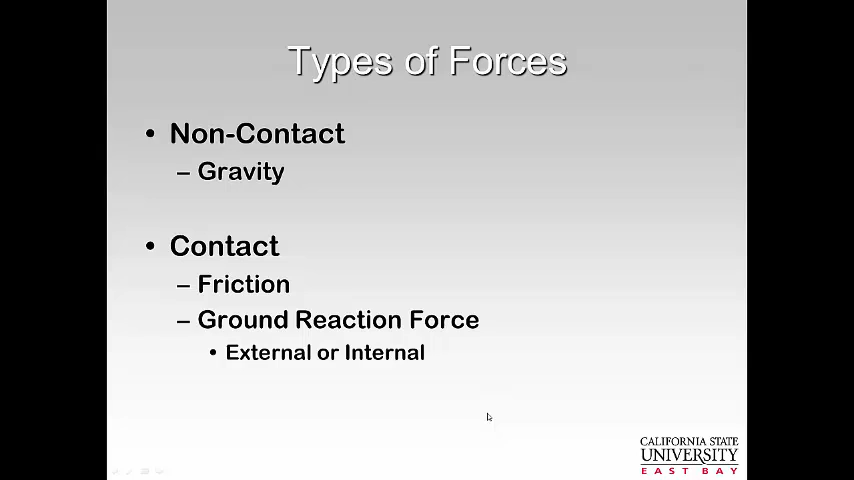 Types of Forces
• Non-Contact
– Gravity
• Contact
– Friction
– Ground Reaction Force
• External or Internal
CALIFORNIA STATE
UNIVERSITY
EAST BAY